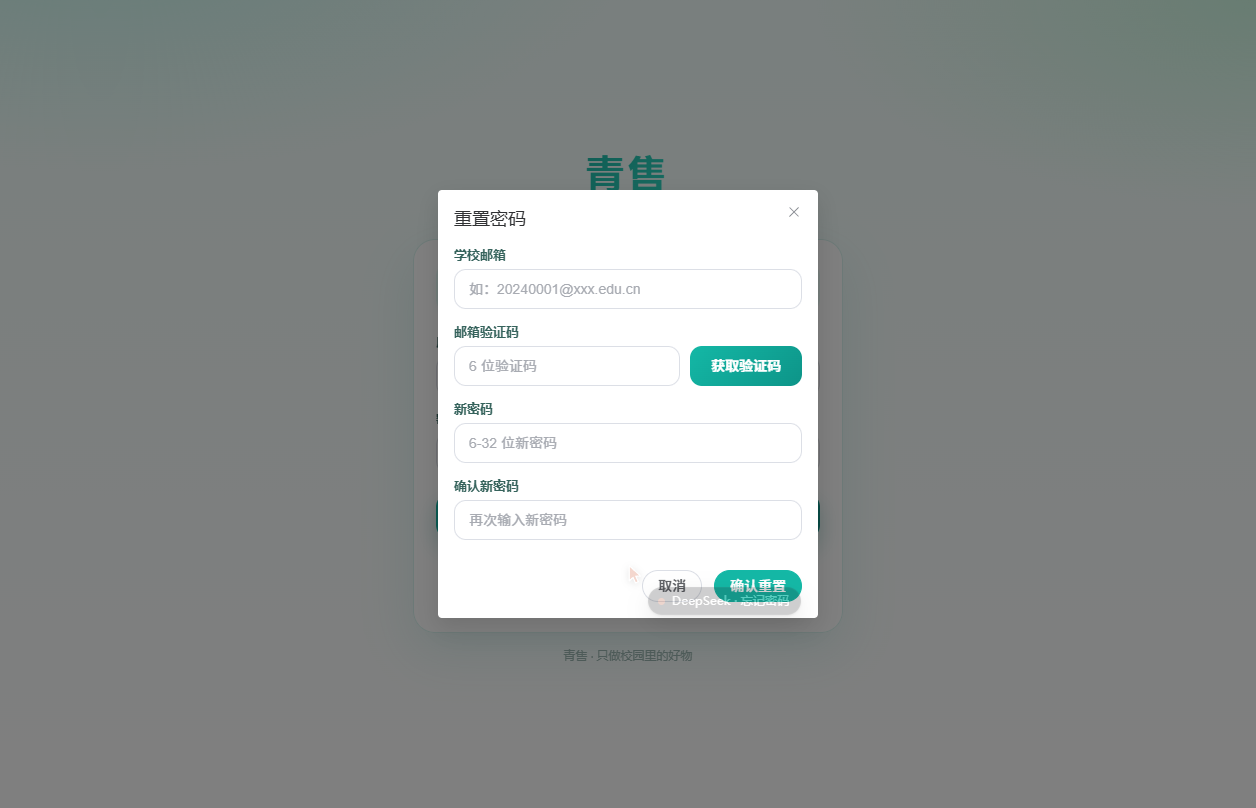 青售
重置密码
学校邮箱
如：20240001@xxx.edu.cn
邮箱验证码
6 位验证码
获取验证码
新密码
6-32 位新密码
确认新密码
再次输入新密码
取消
确认重置
DeepSeek · 忘记密码
青售 · 只做校园里的好物